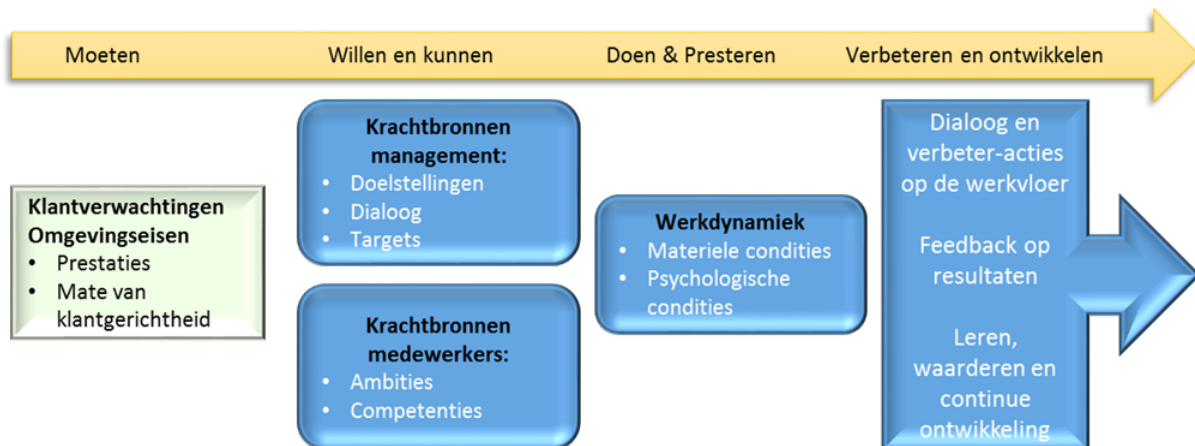 Moeten
Willen en kunnen
Doen & Presteren
Verbeteren en ontwikkelen
Klantverwachtingen
Omgevingseisen
• Prestaties
• Mate van
klantgerichtheid
Krachtbronnen
management:
• Doelstellingen
• Dialoog
• Targets
Krachtbronnen
medewerkers:
• Ambities
• Competenties
Werkdynamiek
• Materiele condities
• Psychologische
condities
Dialoog en
verbeter-acties
op de werkvloer
Feedback op
resultaten
Leren,
waarderen en
continue
ontwikkeling